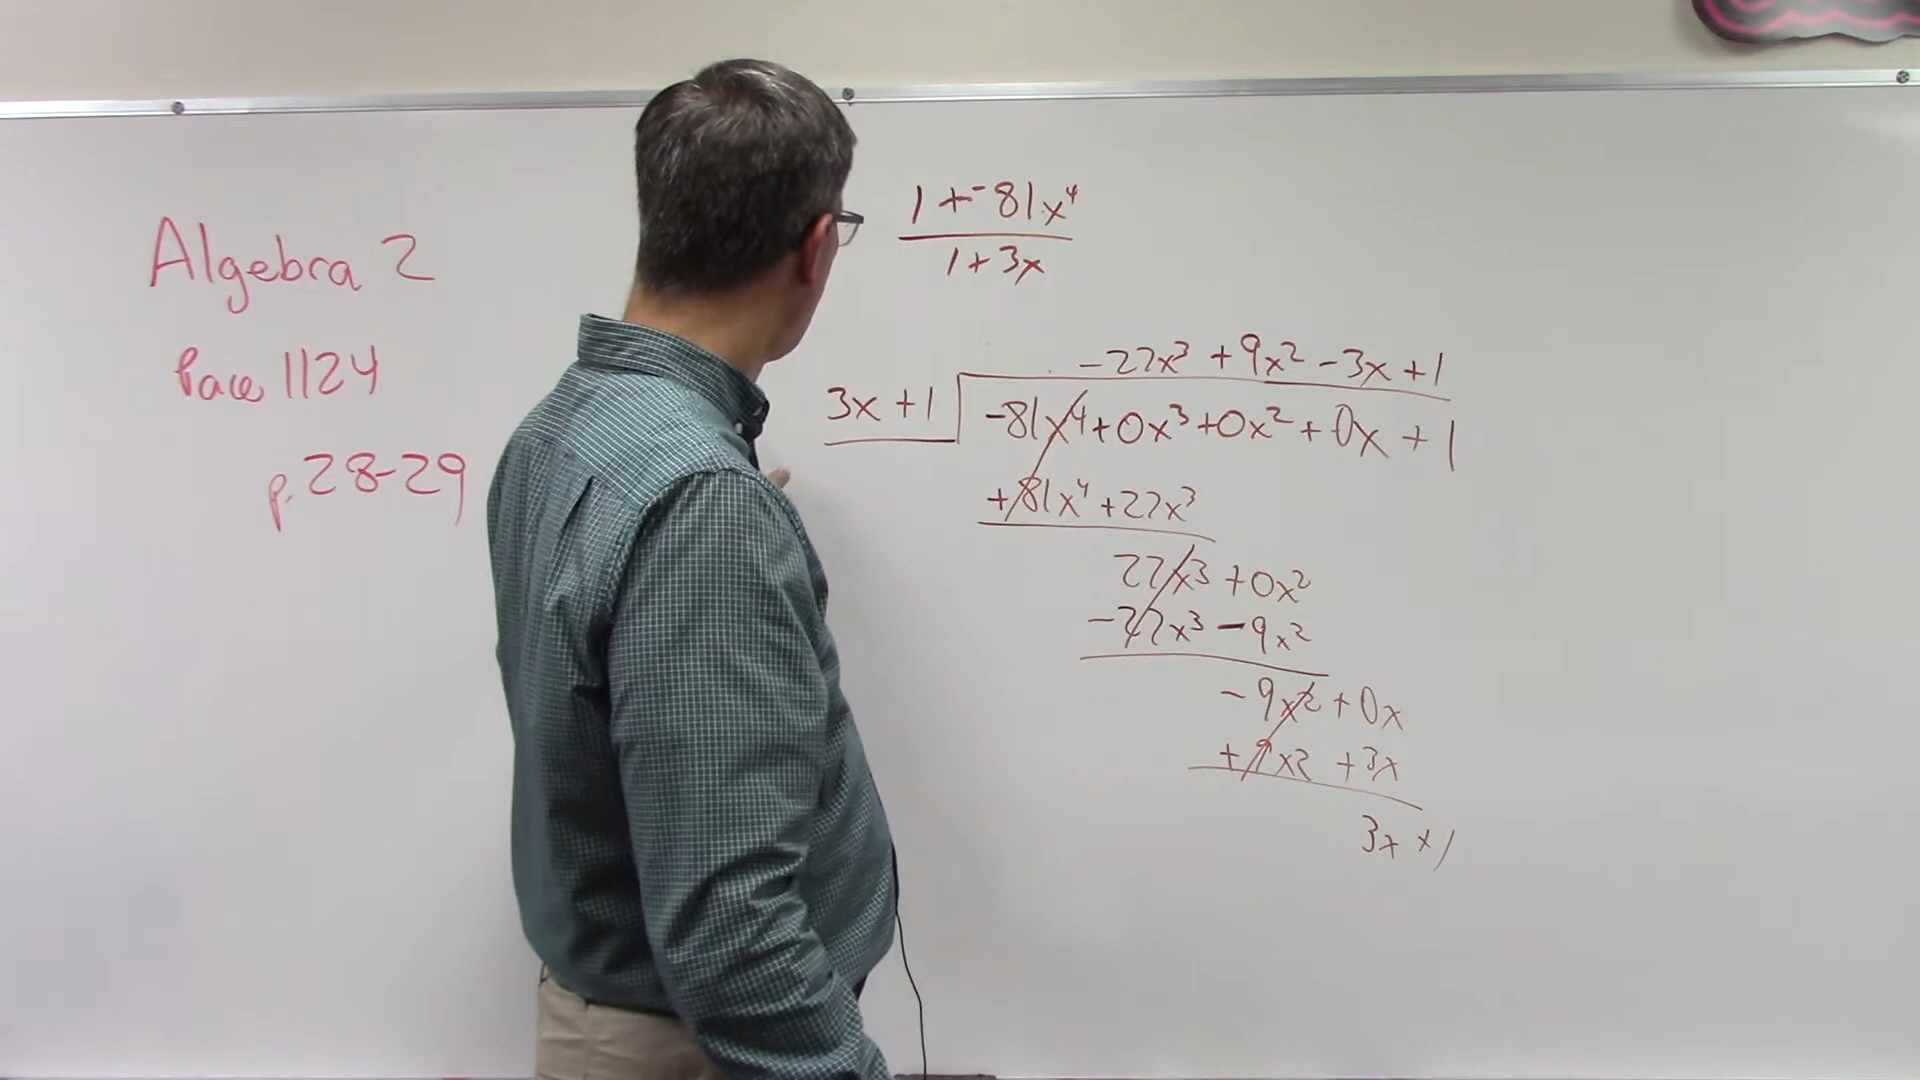 Algebra 2
Pace 1124
p. 28-29
1 + -81x⁴
1 + 3x
-27x³ + 9x² - 3x + 1
3x + 1
-81x⁴ + 0x³ + 0x² + 0x + 1
+81x⁴ + 27x³
27x³ + 0x²
-27x³ - 9x²
-9x² + 0x
+9x² + 3x
3x + 1